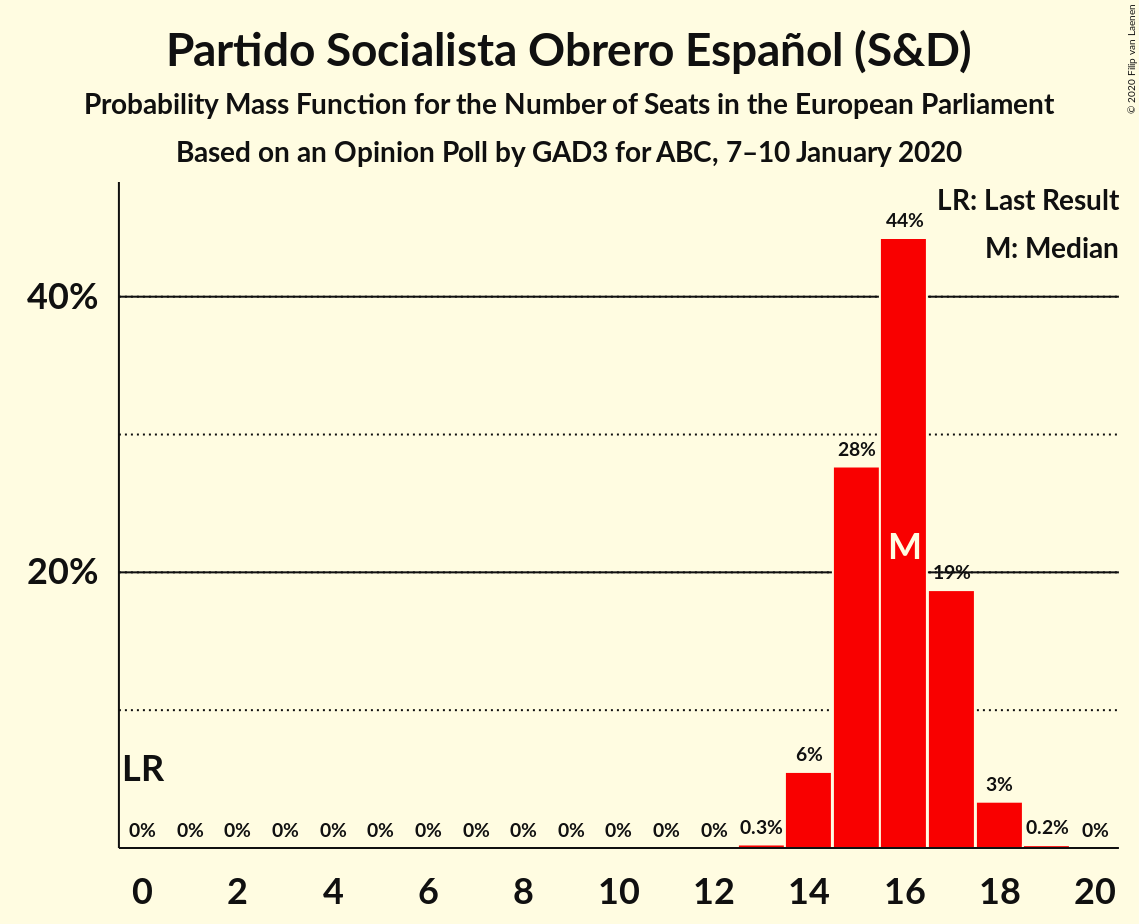 Partido Socialista Obrero Español (S&D)
Probability Mass Function for the Number of Seats in the European Parliament
Based on an Opinion Poll by GAD3 for ABC, 7–10 January 2020
© 2020 Filip van Laenen
LR: Last Result
M: Median
44%
40%
28%
M
20%
19%
LR
6%
3%
0% 0% 0% 0% 0% 0% 0% 0% 0% 0% 0% 0% 0% 0.3% 0.2% 0%
0 2 4 6 8 10 12 14 16 18 20